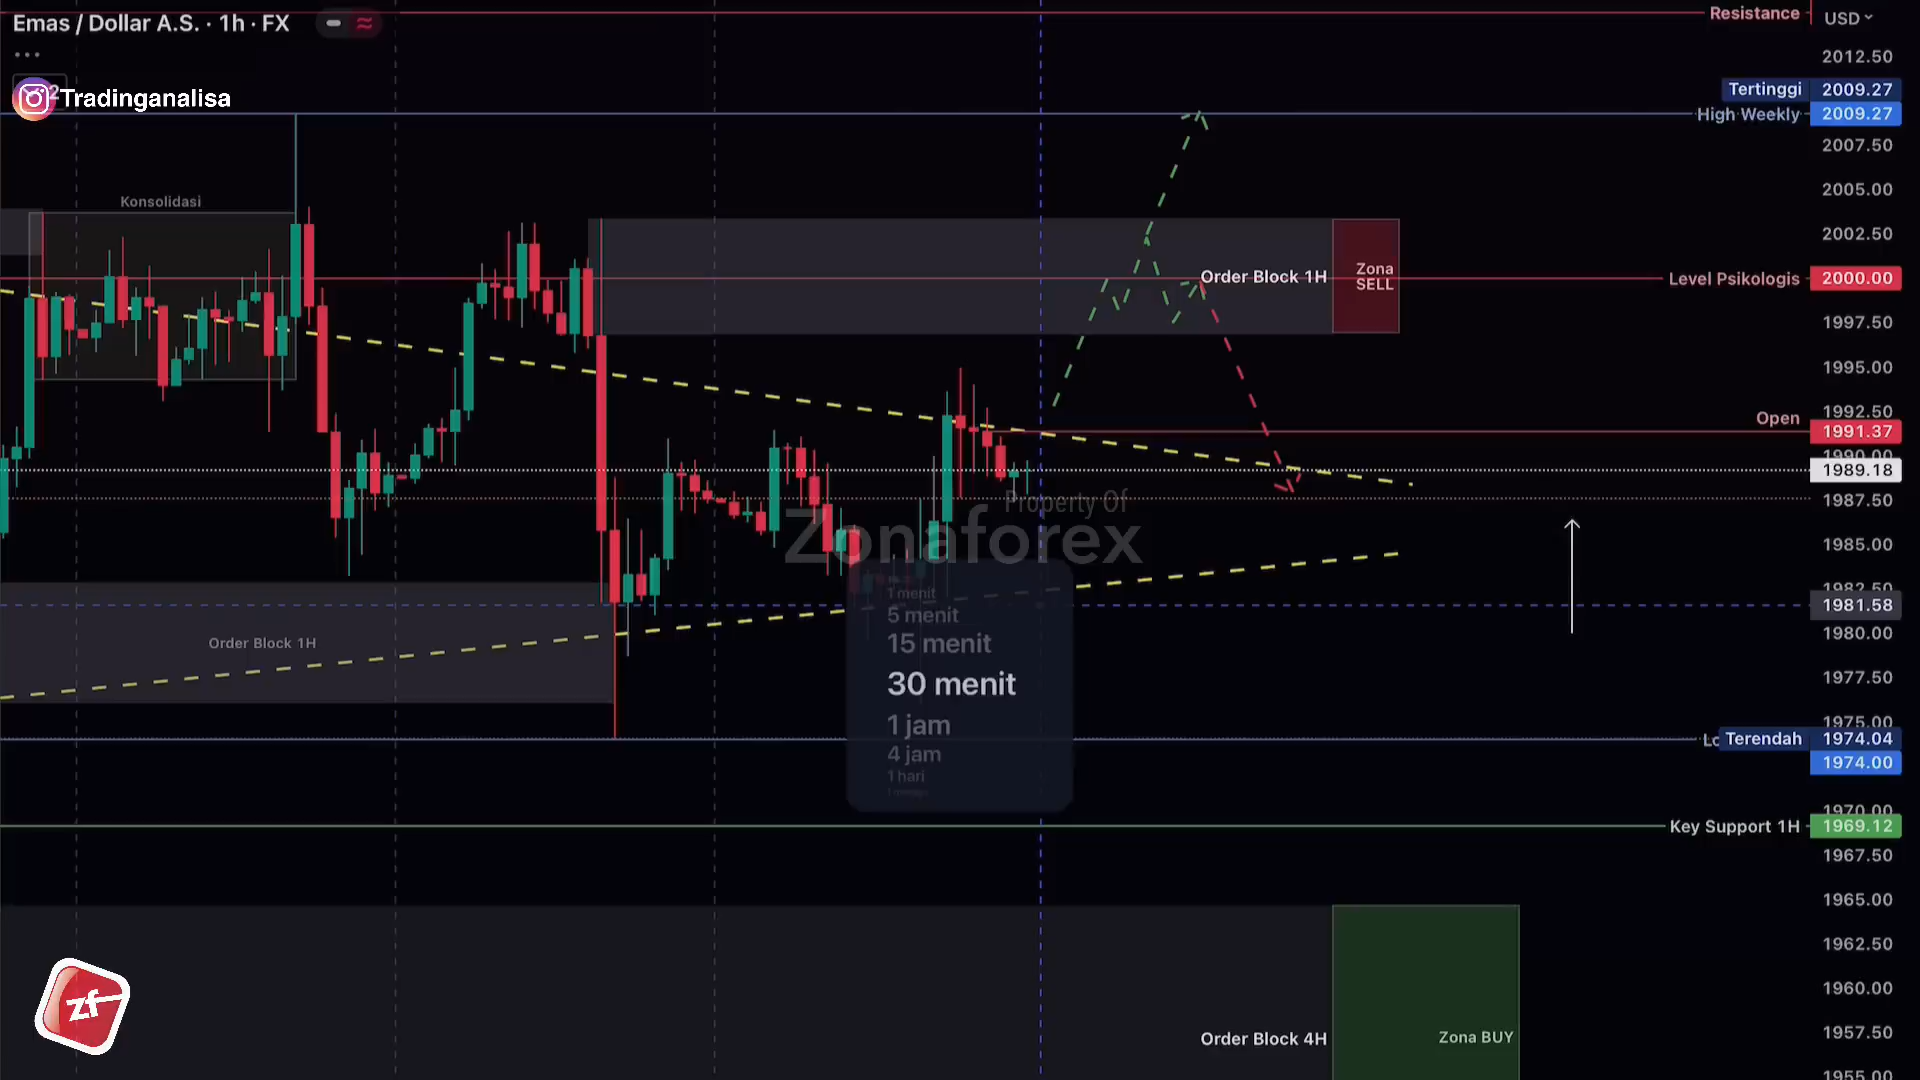 Emas / Dollar A.S. · 1h · FX
Tradinganalisa
Resistance
USD
2012.50
Tertinggi 2009.27
High Weekly 2009.27
2007.50
Konsolidasi
2005.00
2002.50
Zona
SELL
Order Block 1H
Level Psikologis 2000.00
1997.50
1995.00
1992.50
Open
1991.37
1990.00
1989.18
1987.50
Property Of
Zonaforex
1985.00
1982.50
1 menit
1981.58
5 menit
1980.00
Order Block 1H
15 menit
1977.50
30 menit
1975.00
1 jam
Terendah 1974.04
4 jam
1974.00
1 hari
1970.00
Key Support 1H 1969.12
1967.50
1965.00
1962.50
1960.00
zf
1957.50
Order Block 4H
Zona BUY
1955.00